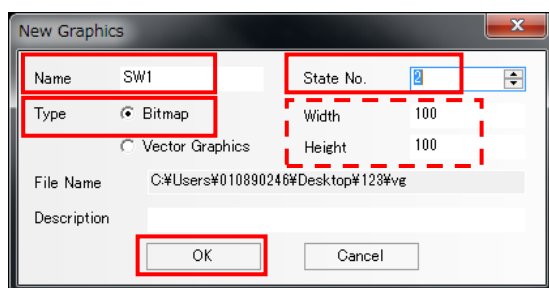 New Graphics
Name SW1 State No. 2
Type Bitmap Width 100
Vector Graphics Height 100
File Name C:¥Users¥010890246¥Desktop¥123¥vg
Description
OK Cancel